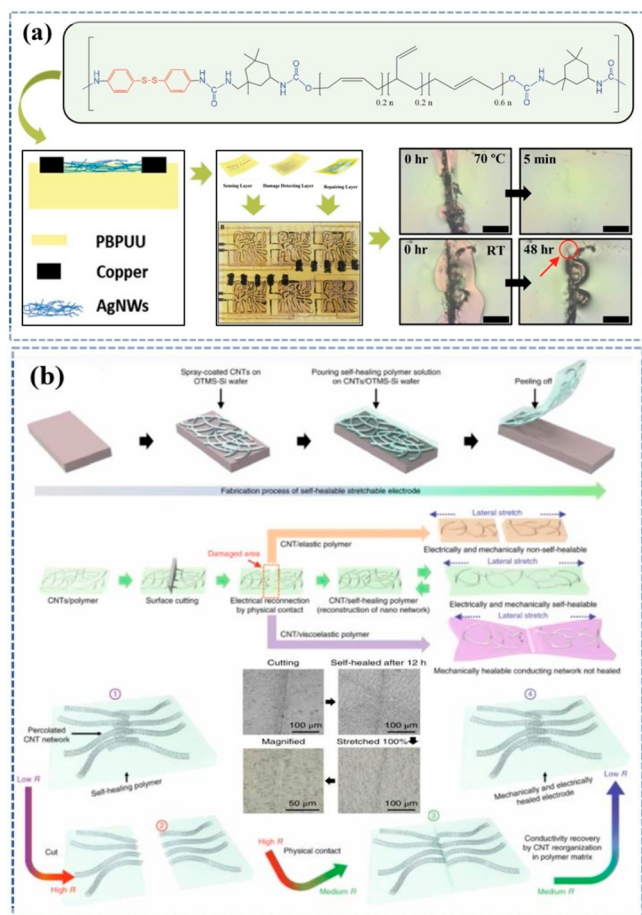 (a)
0.2 n
0.2 n
0.6 n
Sensing Layer
Damage Detecting Layer
Repairing Layer
B
PBPUU
Copper
AgNWs
0 hr
70 °C
5 min
0 hr
RT
48 hr
(b)
Spray-coated CNTs on
OTMS-Si wafer
Pouring self-healing polymer solution
on CNTs/OTMS-Si wafer
Peeling off
Fabrication process of self-healable stretchable electrode
Lateral stretch
Damaged area
CNT/elastic polymer
Electrically and mechanically non-self-healable
Lateral stretch
CNTs/polymer
Surface cutting
Electrical reconnection
by physical contact
CNT/self-healing polymer
(reconstruction of nano network)
Electrically and mechanically self-healable
Lateral stretch
CNT/viscoelastic polymer
Mechanically healable conducting network not healed
Cutting
Self-healed after 12 h
100 μm
100 μm
Magnified
Stretched 100%
50 μm
100 μm
1
Percolated
CNT network
Low R
Self-healing polymer
Cut
High R
2
High R
Physical contact
Medium R
3
4
Low R
Mechanically and electrically
healed electrode
Conductivity recovery
by CNT reorganization
in polymer matrix
Medium R